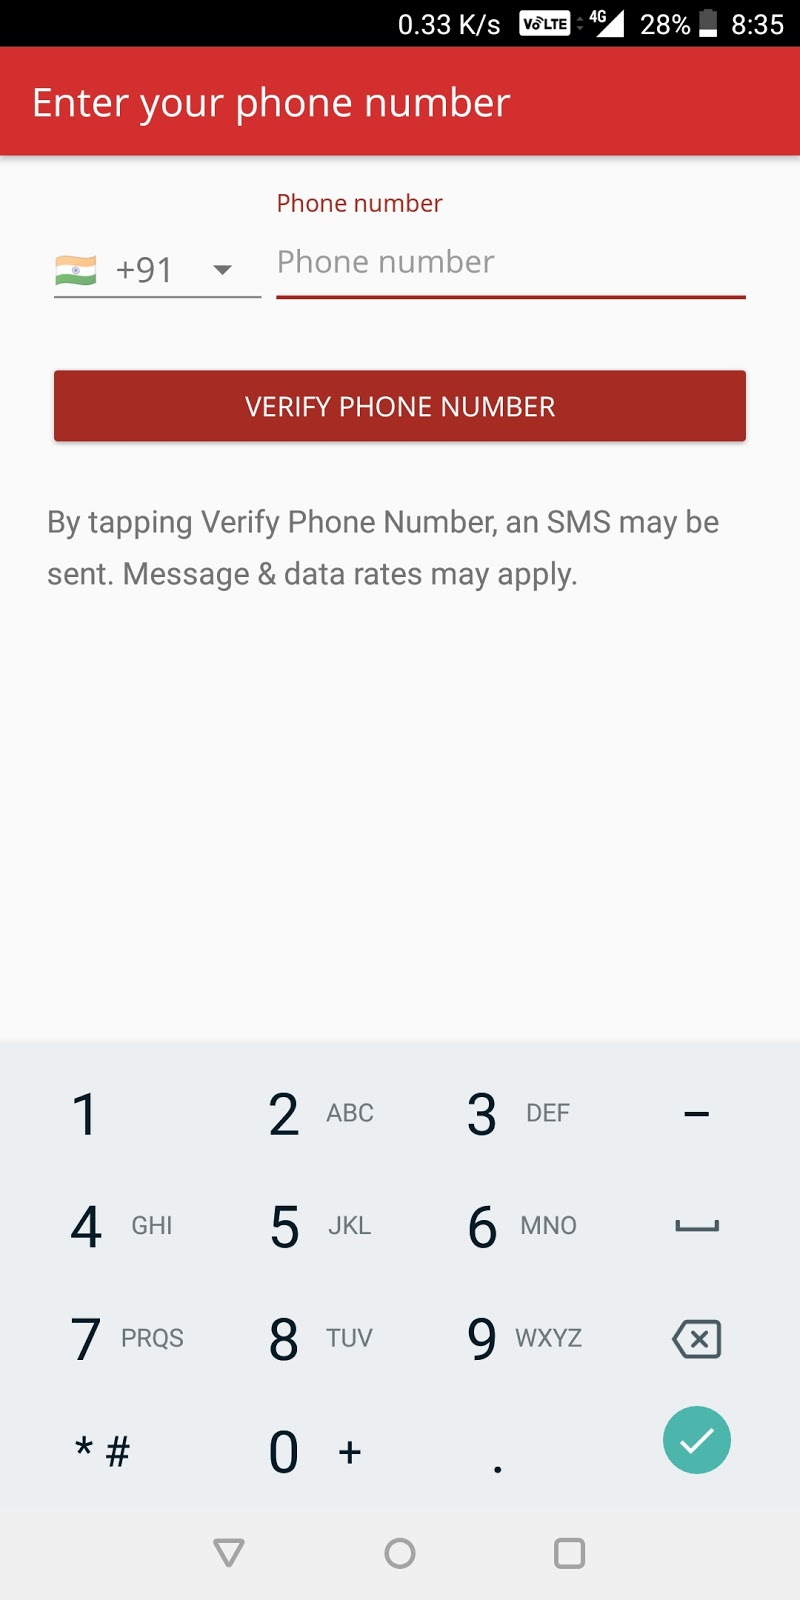 0.33 K/s VoLTE 4G 28% 8:35
Enter your phone number
Phone number
+91 Phone number
VERIFY PHONE NUMBER
By tapping Verify Phone Number, an SMS may be
sent. Message & data rates may apply.
1 2 ABC 3 DEF –
4 GHI 5 JKL 6 MNO
7 PRQS 8 TUV 9 WXYZ
* # 0 + .